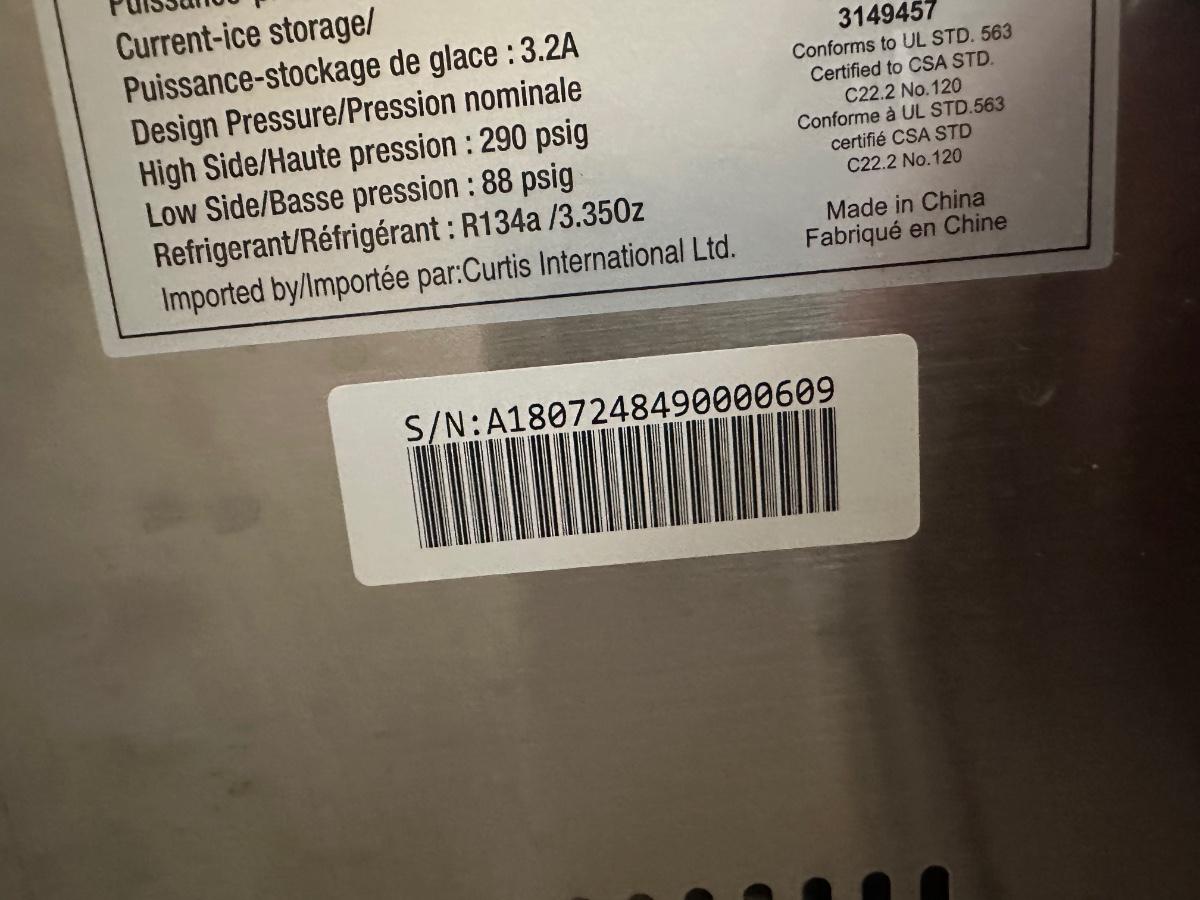 Current-ice storage/
Puissance-stockage de glace : 3.2A
Design Pressure/Pression nominale
High Side/Haute pression : 290 psig
Low Side/Basse pression : 88 psig
Refrigerant/Réfrigérant : R134a /3.35Oz
Imported by/Importée par:Curtis International Ltd.
3149457
Conforms to UL STD. 563
Certified to CSA STD.
C22.2 No.120
Conforme à UL STD.563
certifié CSA STD
C22.2 No.120
Made in China
Fabriqué en Chine
S/N:A1807248490000609